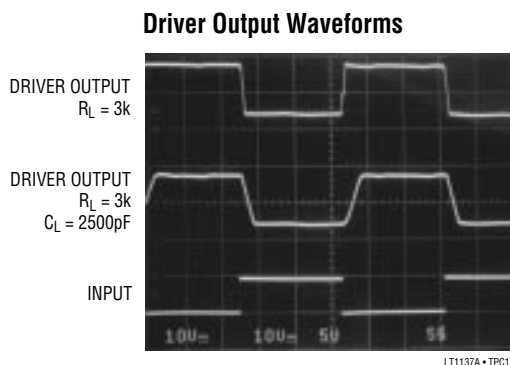 Driver Output Waveforms
DRIVER OUTPUT
RL = 3k
DRIVER OUTPUT
RL = 3k
CL = 2500pF
INPUT
10V 10V 5V
LT1137A • TPC1